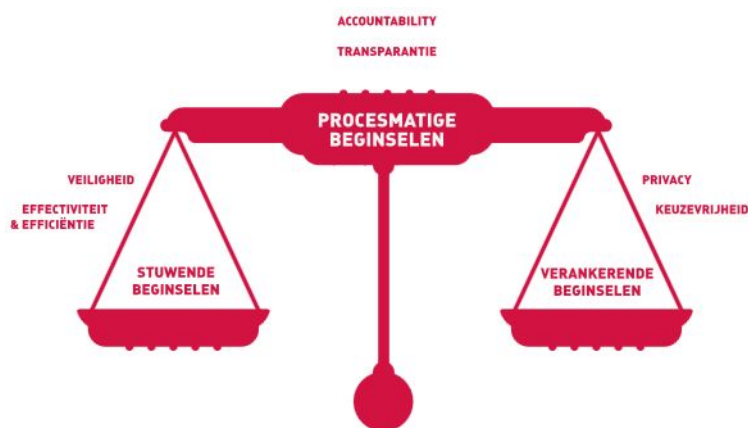 ACCOUNTABILITY
TRANSPARANTIE
PROCESMATIGE
BEGINSELEN
VEILIGHEID
EFFECTIVITEIT
& EFFICIËNTIE
STUWENDE
BEGINSELEN
PRIVACY
KEUZEVRIJHEID
VERANKERENDE
BEGINSELEN